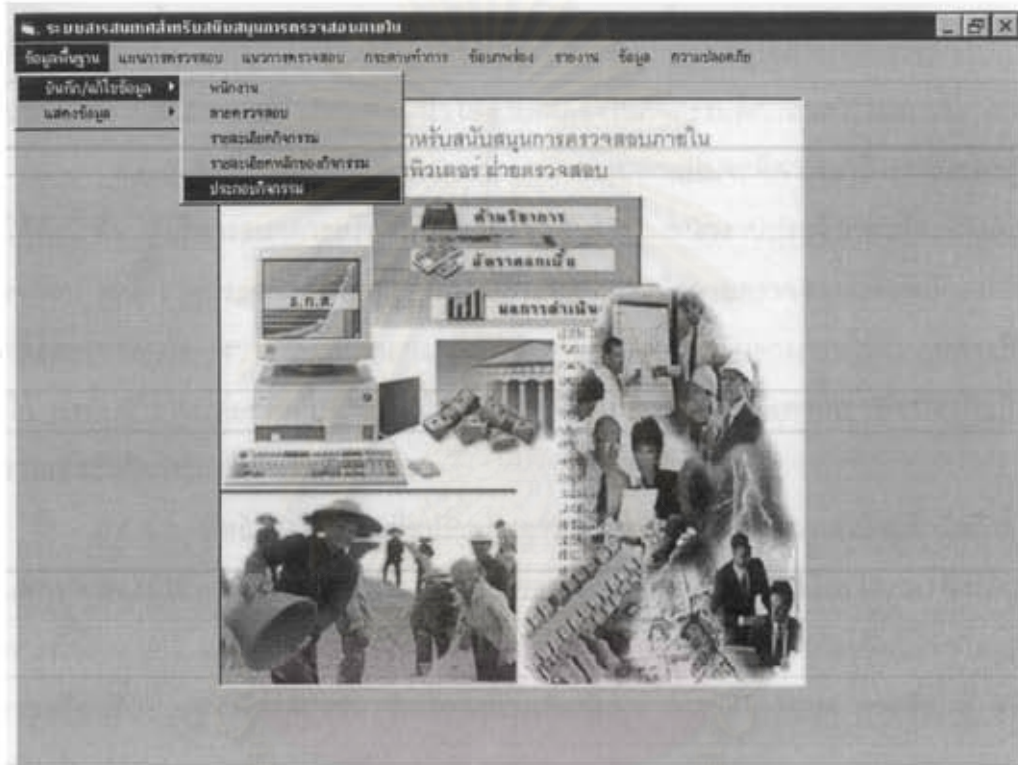 ระบบสารสนเทศสำหรับสนับสนุนการตรวจสอบภายใน
ข้อมูลพื้นฐาน แผนการตรวจสอบ แนวการตรวจสอบ กระดาษทำการ ข้อบกพร่อง รายงาน ข้อมูล ความปลอดภัย
บันทึก/แก้ไขข้อมูล
แสดงข้อมูล
พนักงาน
สายตรวจสอบ
รายละเอียดกิจกรรม
รายละเอียดหลักของกิจกรรม
ประกอบกิจกรรม
หรับสนับสนุนการตรวจสอบภายใน
พิวเตอร์ ฝ่ายตรวจสอบ
ด้านวิชาการ
อัตราดอกเบี้ย
ธ.ก.ส.
ผลการดำเนิน